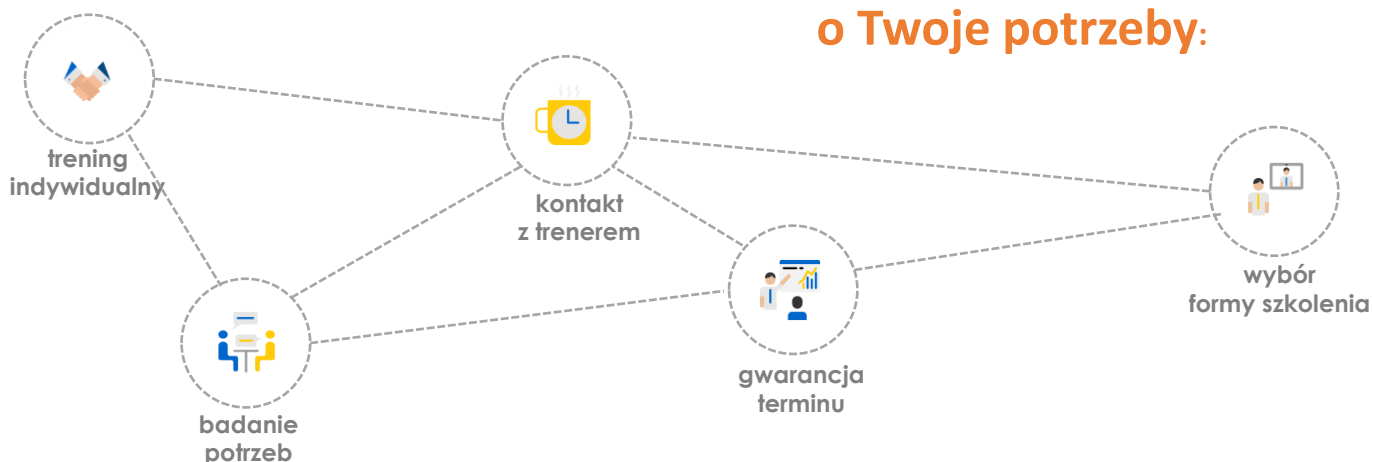 o Twoje potrzeby:
trening
indywidualny
kontakt
z trenerem
wybór
formy szkolenia
gwarancja
terminu
badanie
potrzeb